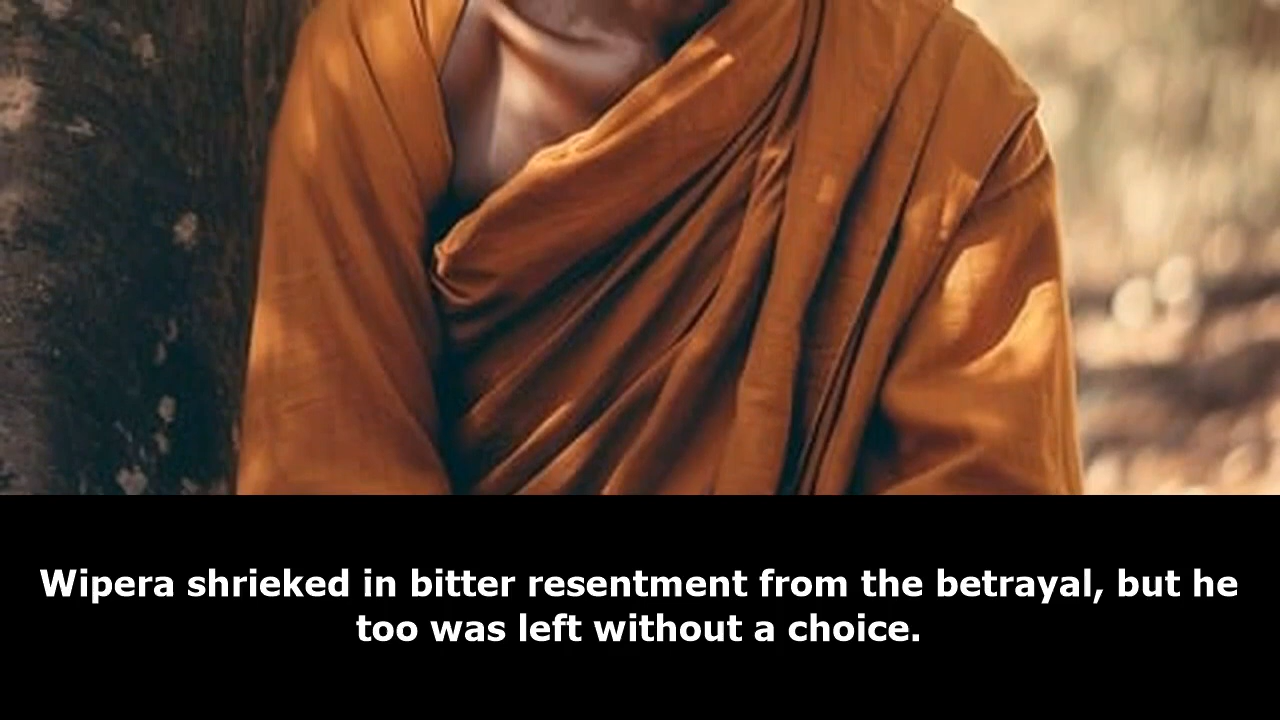 Wipera shrieked in bitter resentment from the betrayal, but he
too was left without a choice.